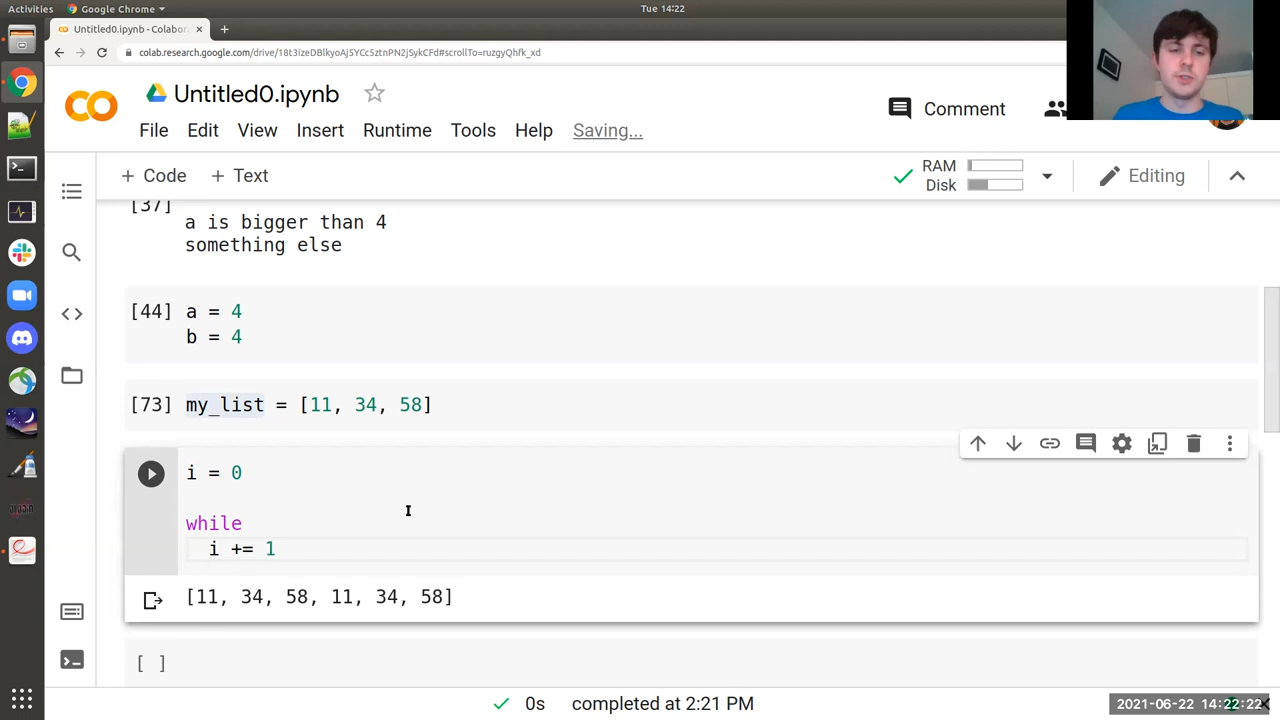 Activities Google Chrome Tue 14:22
Untitled0.ipynb - Colabor
colab.research.google.com/drive/18t3izeDBlkyoAj5YCc5ztnPN2jSykCFd#scrollTo=ruzgyQhfk_xd
Untitled0.ipynb
Comment
File Edit View Insert Runtime Tools Help Saving...
+ Code + Text
RAM
Disk
Editing
[37]
a is bigger than 4
something else
[44] a = 4
b = 4
[73] my_list = [11, 34, 58]
i = 0
while
i += 1
[11, 34, 58, 11, 34, 58]
[ ]
0s completed at 2:21 PM
2021-06-22 14:22:22